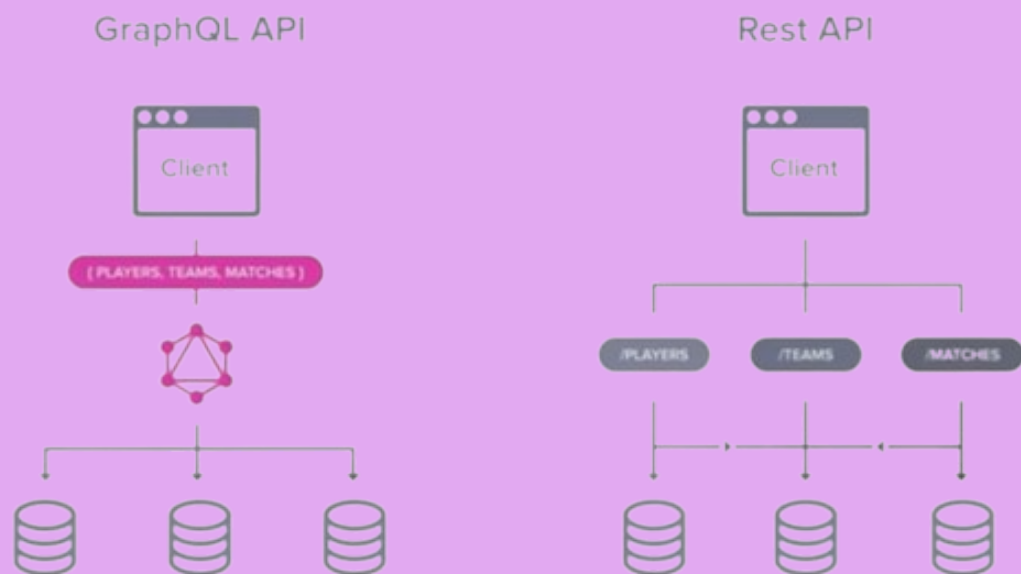 GraphQL API
Rest API
Client
Client
{ PLAYERS, TEAMS, MATCHES }
/PLAYERS
/TEAMS
/MATCHES